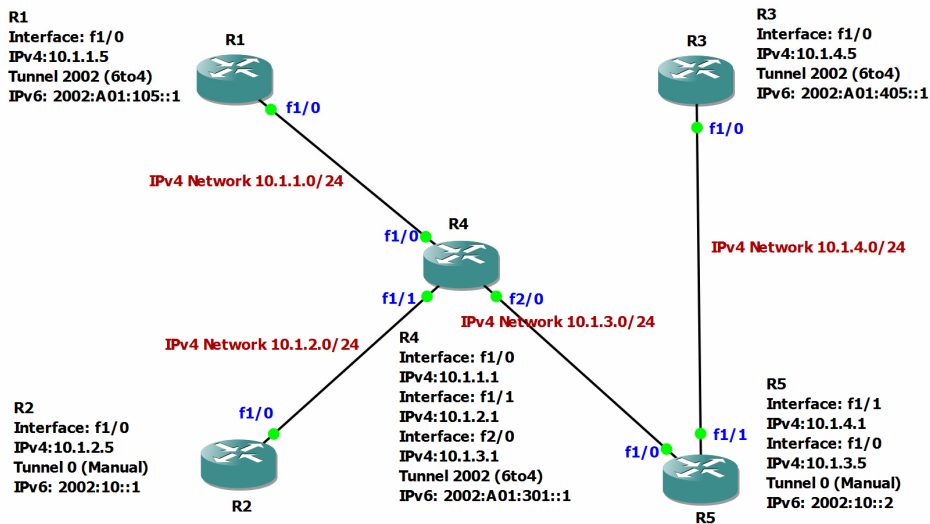 R1
Interface: f1/0
IPv4:10.1.1.5
Tunnel 2002 (6to4)
IPv6: 2002:A01:105::1
R1
f1/0
R3
Interface: f1/0
IPv4:10.1.4.5
Tunnel 2002 (6to4)
IPv6: 2002:A01:405::1
R3
f1/0
IPv4 Network 10.1.1.0/24
IPv4 Network 10.1.4.0/24
R4
f1/0
f1/1
f2/0
IPv4 Network 10.1.3.0/24
IPv4 Network 10.1.2.0/24
R4
Interface: f1/0
IPv4:10.1.1.1
Interface: f1/1
IPv4:10.1.2.1
Interface: f2/0
IPv4:10.1.3.1
Tunnel 2002 (6to4)
IPv6: 2002:A01:301::1
R2
Interface: f1/0
IPv4:10.1.2.5
Tunnel 0 (Manual)
IPv6: 2002:10::1
f1/0
R2
R5
Interface: f1/1
IPv4:10.1.4.1
Interface: f1/0
IPv4:10.1.3.5
Tunnel 0 (Manual)
IPv6: 2002:10::2
f1/1
f1/0
R5